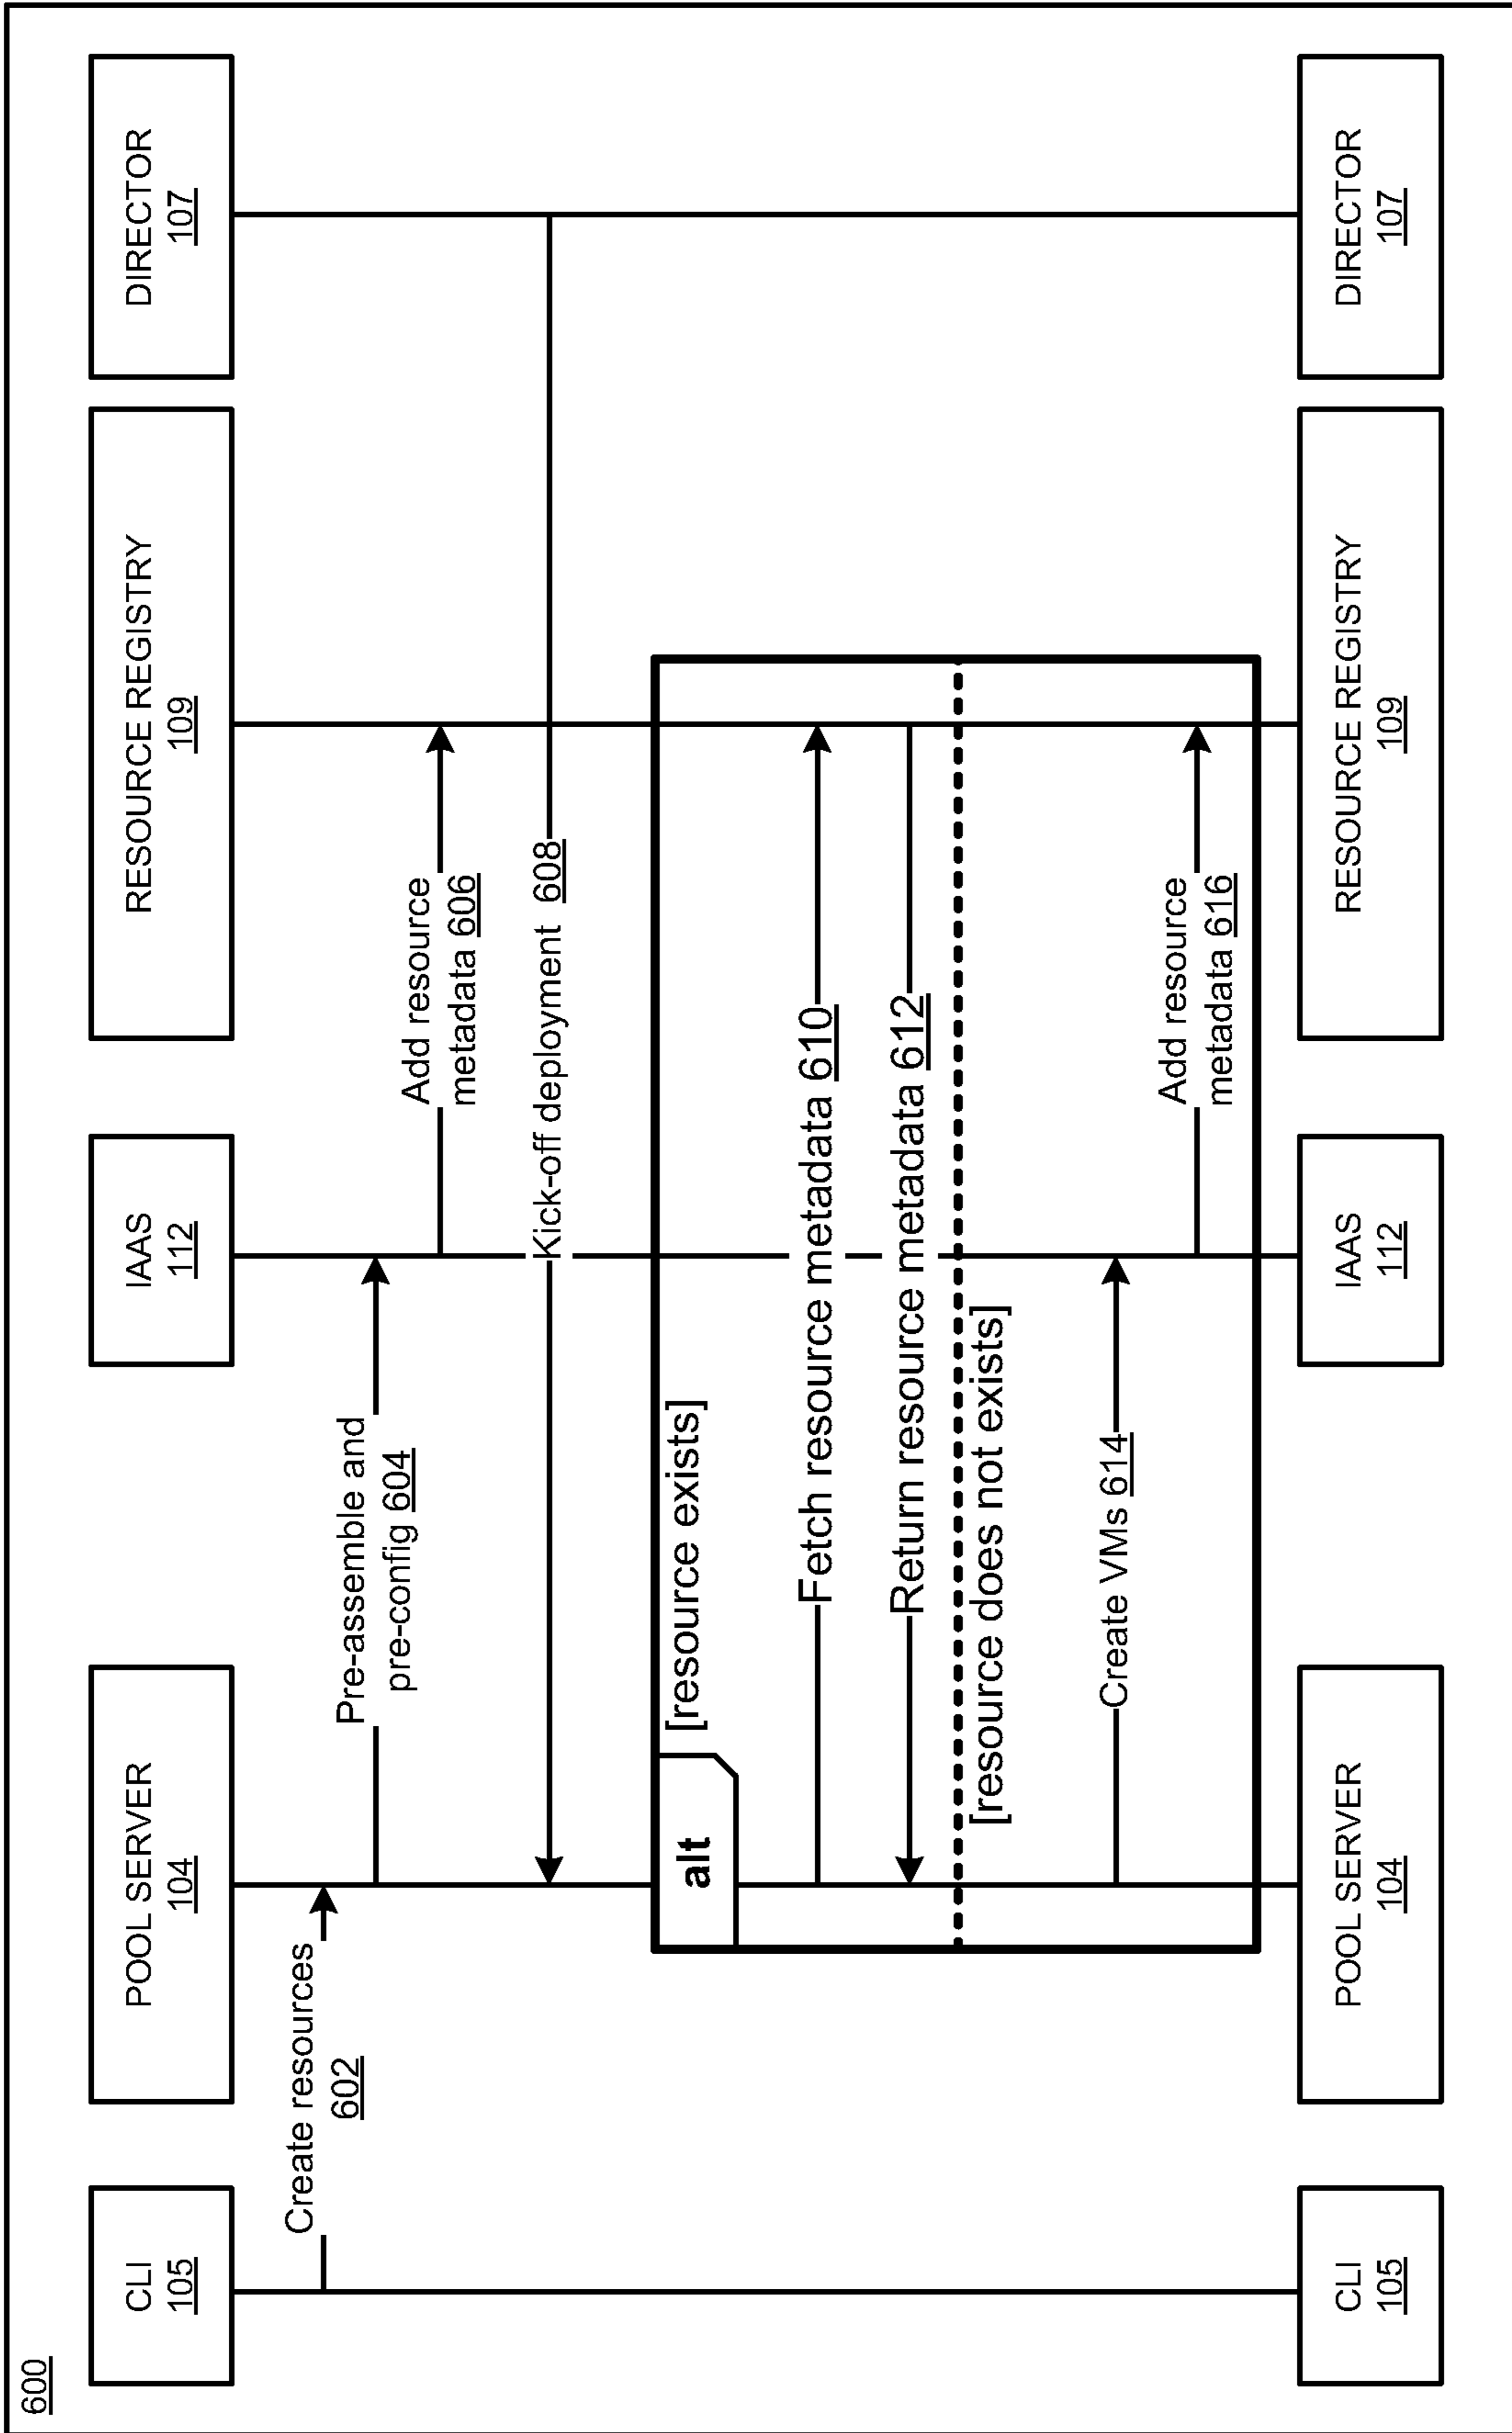 600
CLI
105
POOL SERVER
104
IAAS
112
RESOURCE REGISTRY
109
DIRECTOR
107
Create resources
602
Pre-assemble and
pre-config 604
Add resource
metadata 606
Kick-off deployment 608
alt
[resource exists]
Fetch resource metadata 610
Return resource metadata 612
[resource does not exists]
Create VMs 614
Add resource
metadata 616
CLI
105
POOL SERVER
104
IAAS
112
RESOURCE REGISTRY
109
DIRECTOR
107